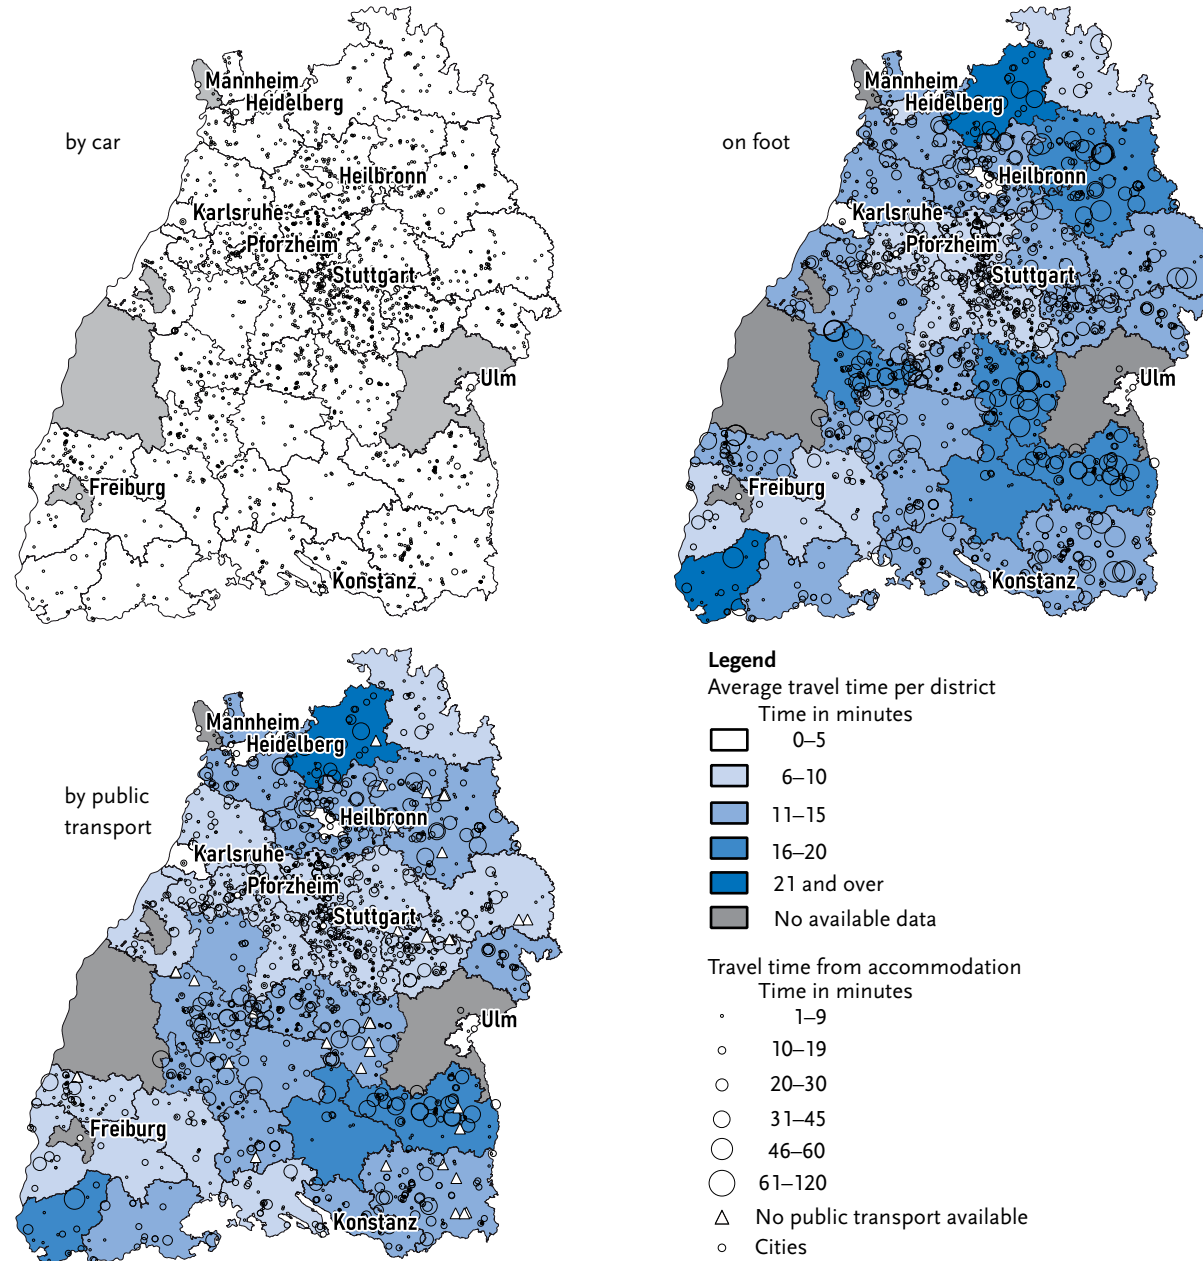 by car
Mannheim
Heidelberg
Heilbronn
Karlsruhe
Pforzheim
Stuttgart
Ulm
Freiburg
Konstanz
on foot
Mannheim
Heidelberg
Heilbronn
Karlsruhe
Pforzheim
Stuttgart
Ulm
Freiburg
Konstanz
by public
transport
Mannheim
Heidelberg
Heilbronn
Karlsruhe
Pforzheim
Stuttgart
Ulm
Freiburg
Konstanz
Legend
Average travel time per district
Time in minutes
0–5
6–10
11–15
16–20
21 and over
No available data
Travel time from accommodation
Time in minutes
1–9
10–19
20–30
31–45
46–60
61–120
No public transport available
Cities